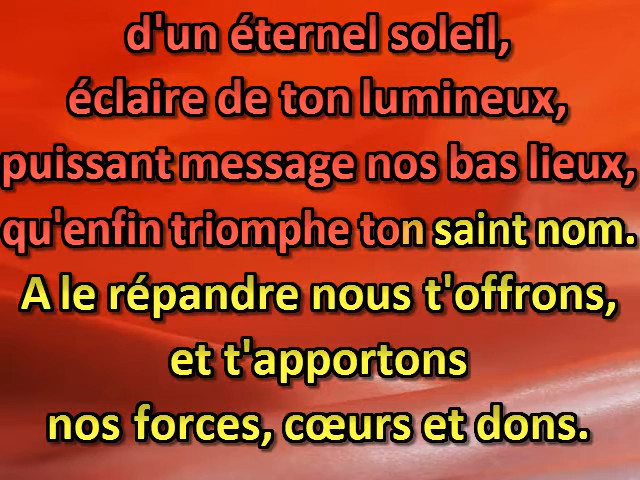 d'un éternel soleil,
éclaire de ton lumineux,
puissant message nos bas lieux,
qu'enfin triomphe ton saint nom.
A le répandre nous t'offrons,
et t'apportons
nos forces, cœurs et dons.